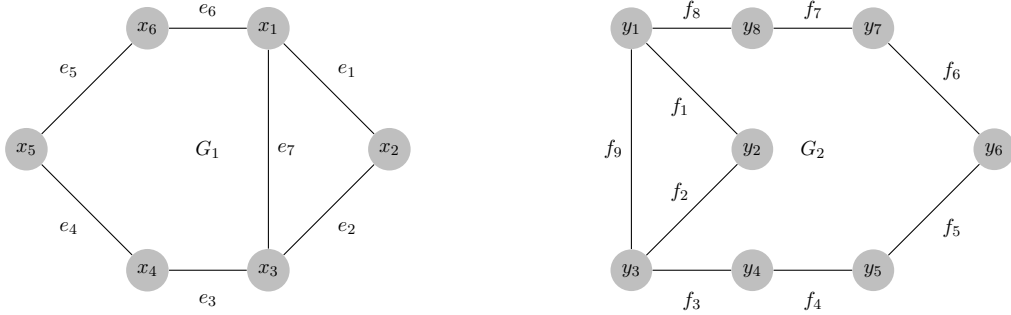 e₆
f₈ f₇
x₆ x₁
y₁ y₈ y₇
e₅ e₁
f₁ f₆
x₅ G₁ e₇ x₂
f₉ y₂ G₂ y₆
e₄ e₂
f₂ f₅
x₄ x₃
y₃ y₄ y₅
e₃
f₃ f₄